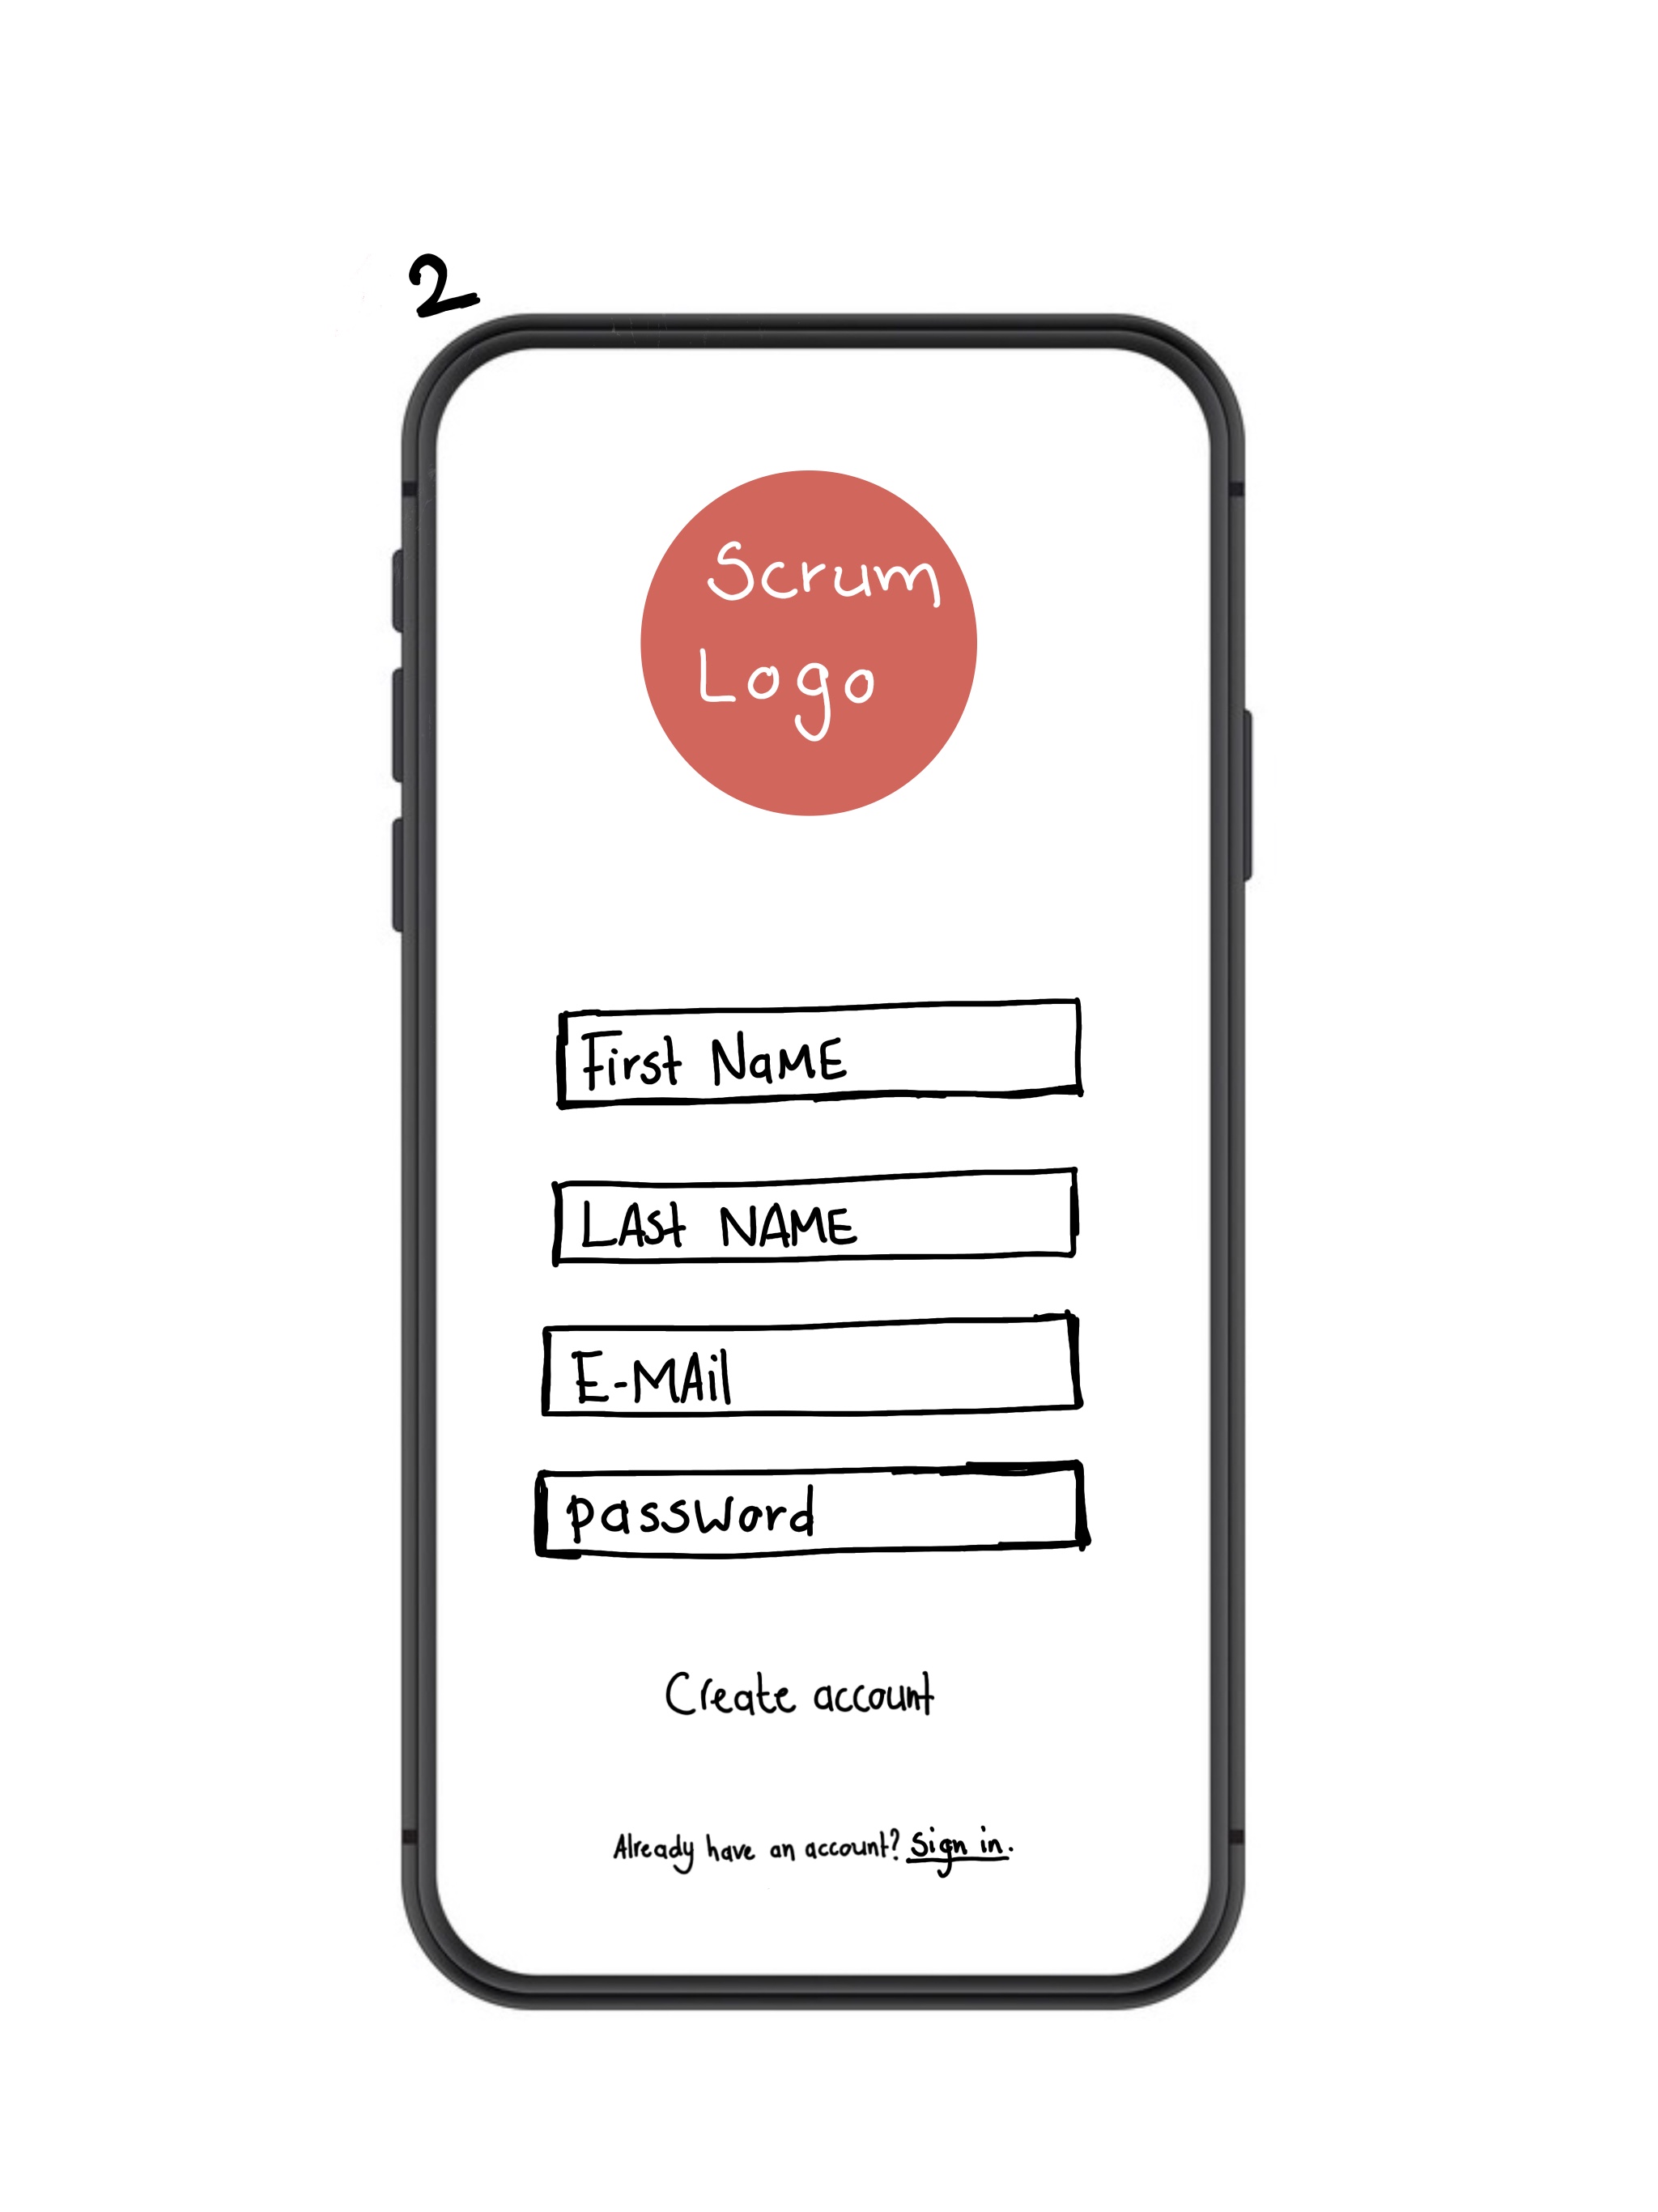 2
Scrum
Logo
First NaME
LASt NAME
E-MAil
password
Create account
Already have an account? Sign in.